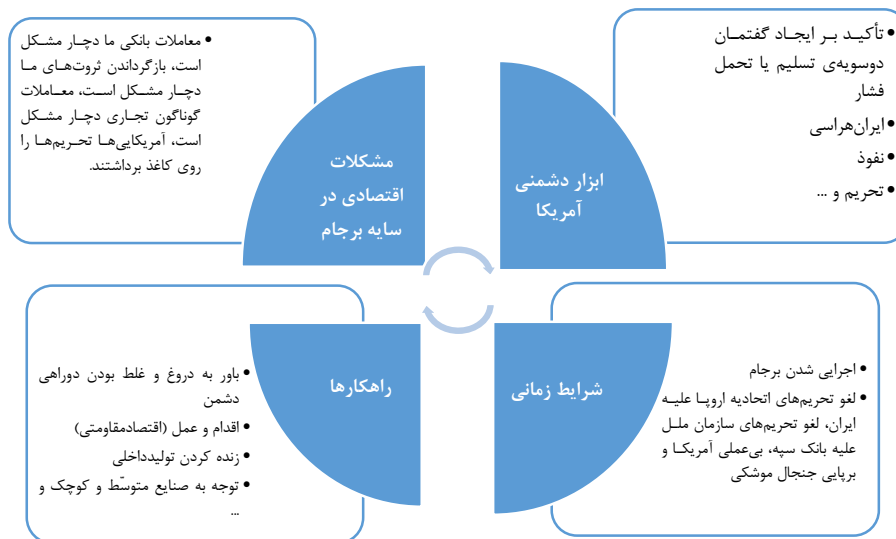 • تأکید بر ایجاد گفتمان
دوسویه‌ی تسلیم یا تحمل
فشار
• ایران‌هراسی
• نفوذ
• تحریم و ...
ابزار دشمنی
آمریکا
• معاملات بانکی ما دچار مشکل
است، بازگرداندن ثروت‌های ما
دچار مشکل است، معاملات
گوناگون تجاری دچار مشکل
است، آمریکایی‌ها تحریم‌ها را
روی کاغذ برداشتند.
مشکلات
اقتصادی در
سایه برجام
• اجرایی شدن برجام
• لغو تحریم‌های اتحادیه اروپا علیه
ایران، لغو تحریم‌های سازمان ملل
علیه بانک سپه، بی‌عملی آمریکا و
برپایی جنجال موشکی
شرایط زمانی
راهکارها
• باور به دروغ و غلط بودن دوراهی
دشمن
• اقدام و عمل (اقتصادمقاومتی)
• زنده کردن تولیدداخلی
• توجه به صنایع متوسّط و کوچک و
...